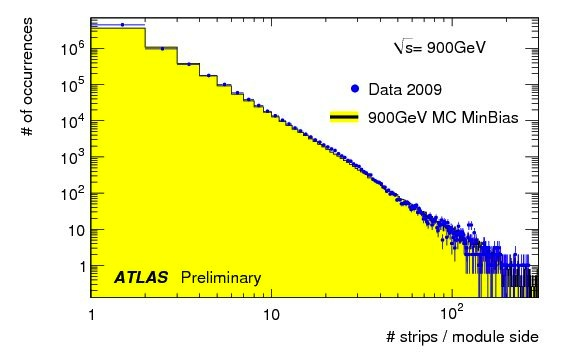 # of occurrences
10^6
10^5
10^4
10^3
10^2
10
1
√s= 900GeV
Data 2009
900GeV MC MinBias
ATLAS Preliminary
1
10
10^2
# strips / module side